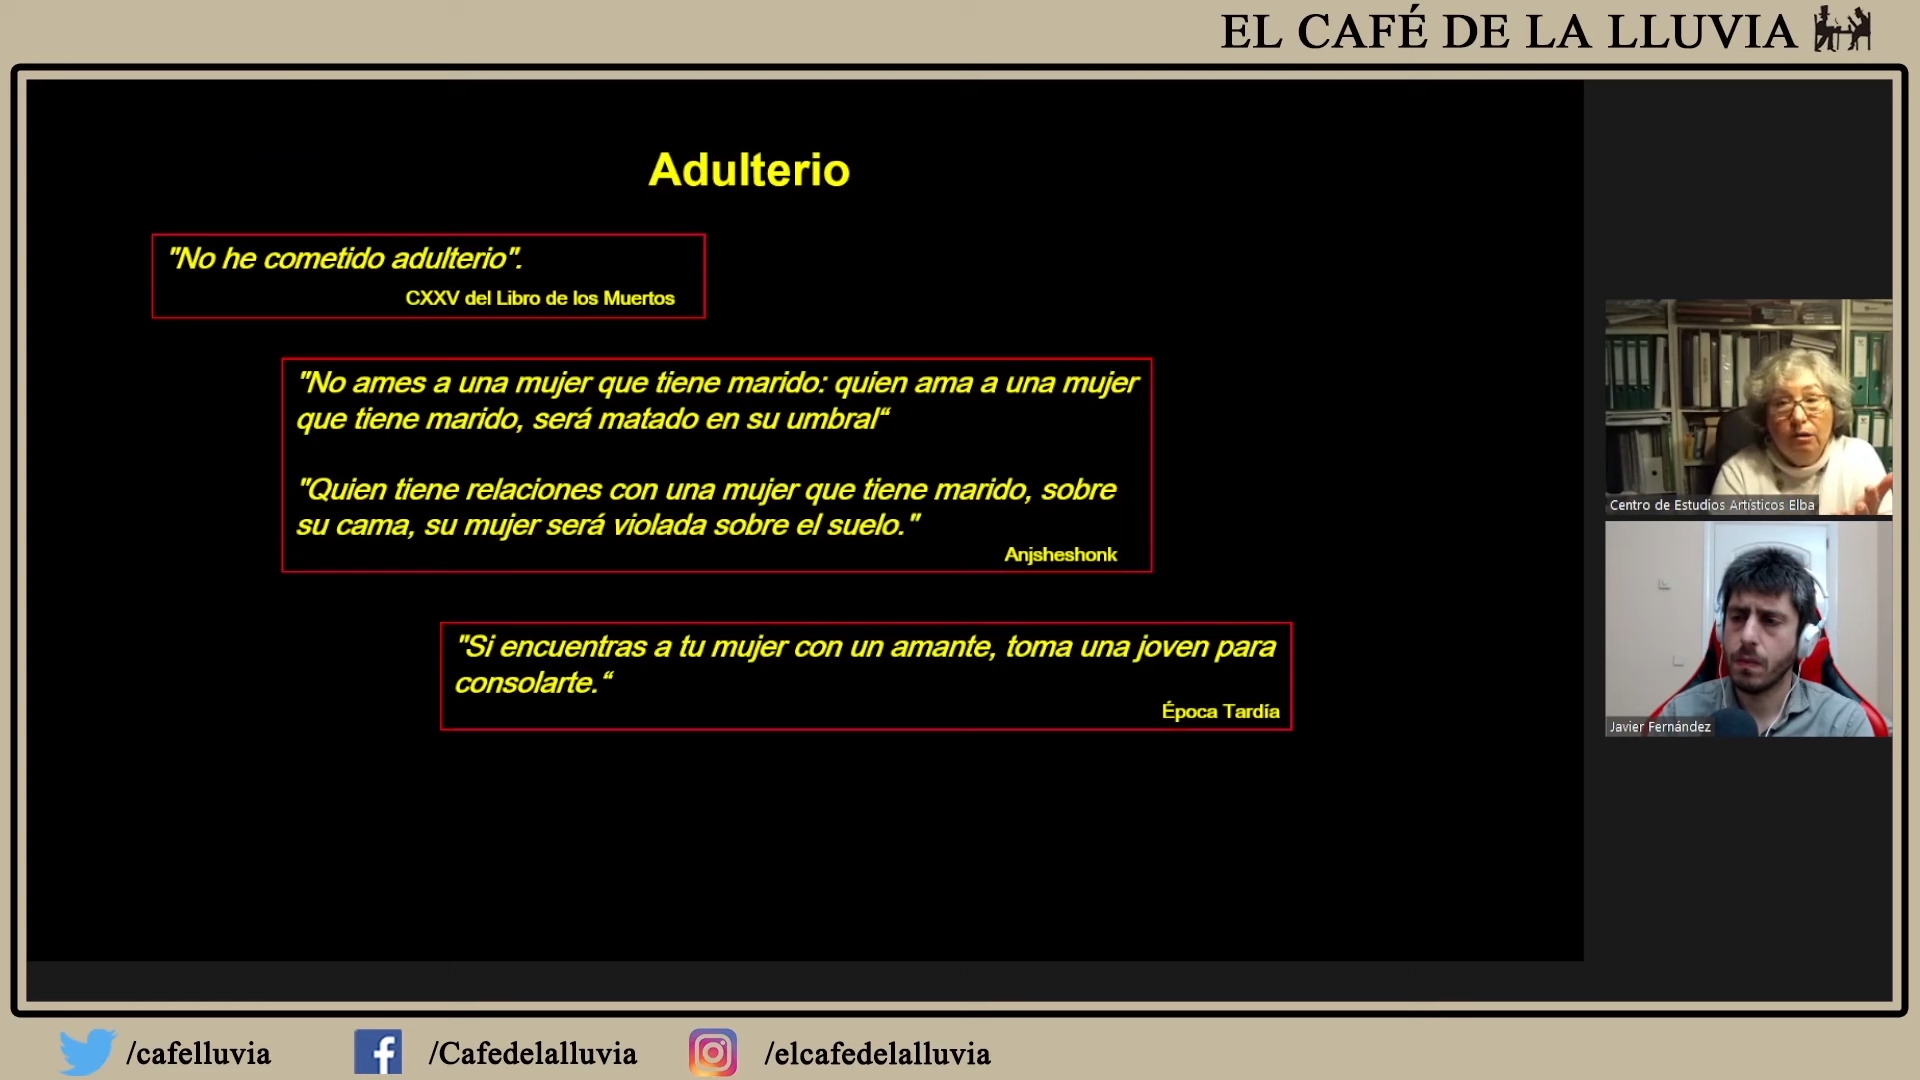 EL CAFÉ DE LA LLUVIA
Adulterio
"No he cometido adulterio".
CXXV del Libro de los Muertos
"No ames a una mujer que tiene marido: quien ama a una mujer
que tiene marido, será matado en su umbral“
"Quien tiene relaciones con una mujer que tiene marido, sobre
su cama, su mujer será violada sobre el suelo."
Anjsheshonk
"Si encuentras a tu mujer con un amante, toma una joven para
consolarte.“
Época Tardía
Centro de Estudios Artísticos Elba
Javier Fernández
/cafelluvia
/Cafedelalluvia
/elcafedelalluvia